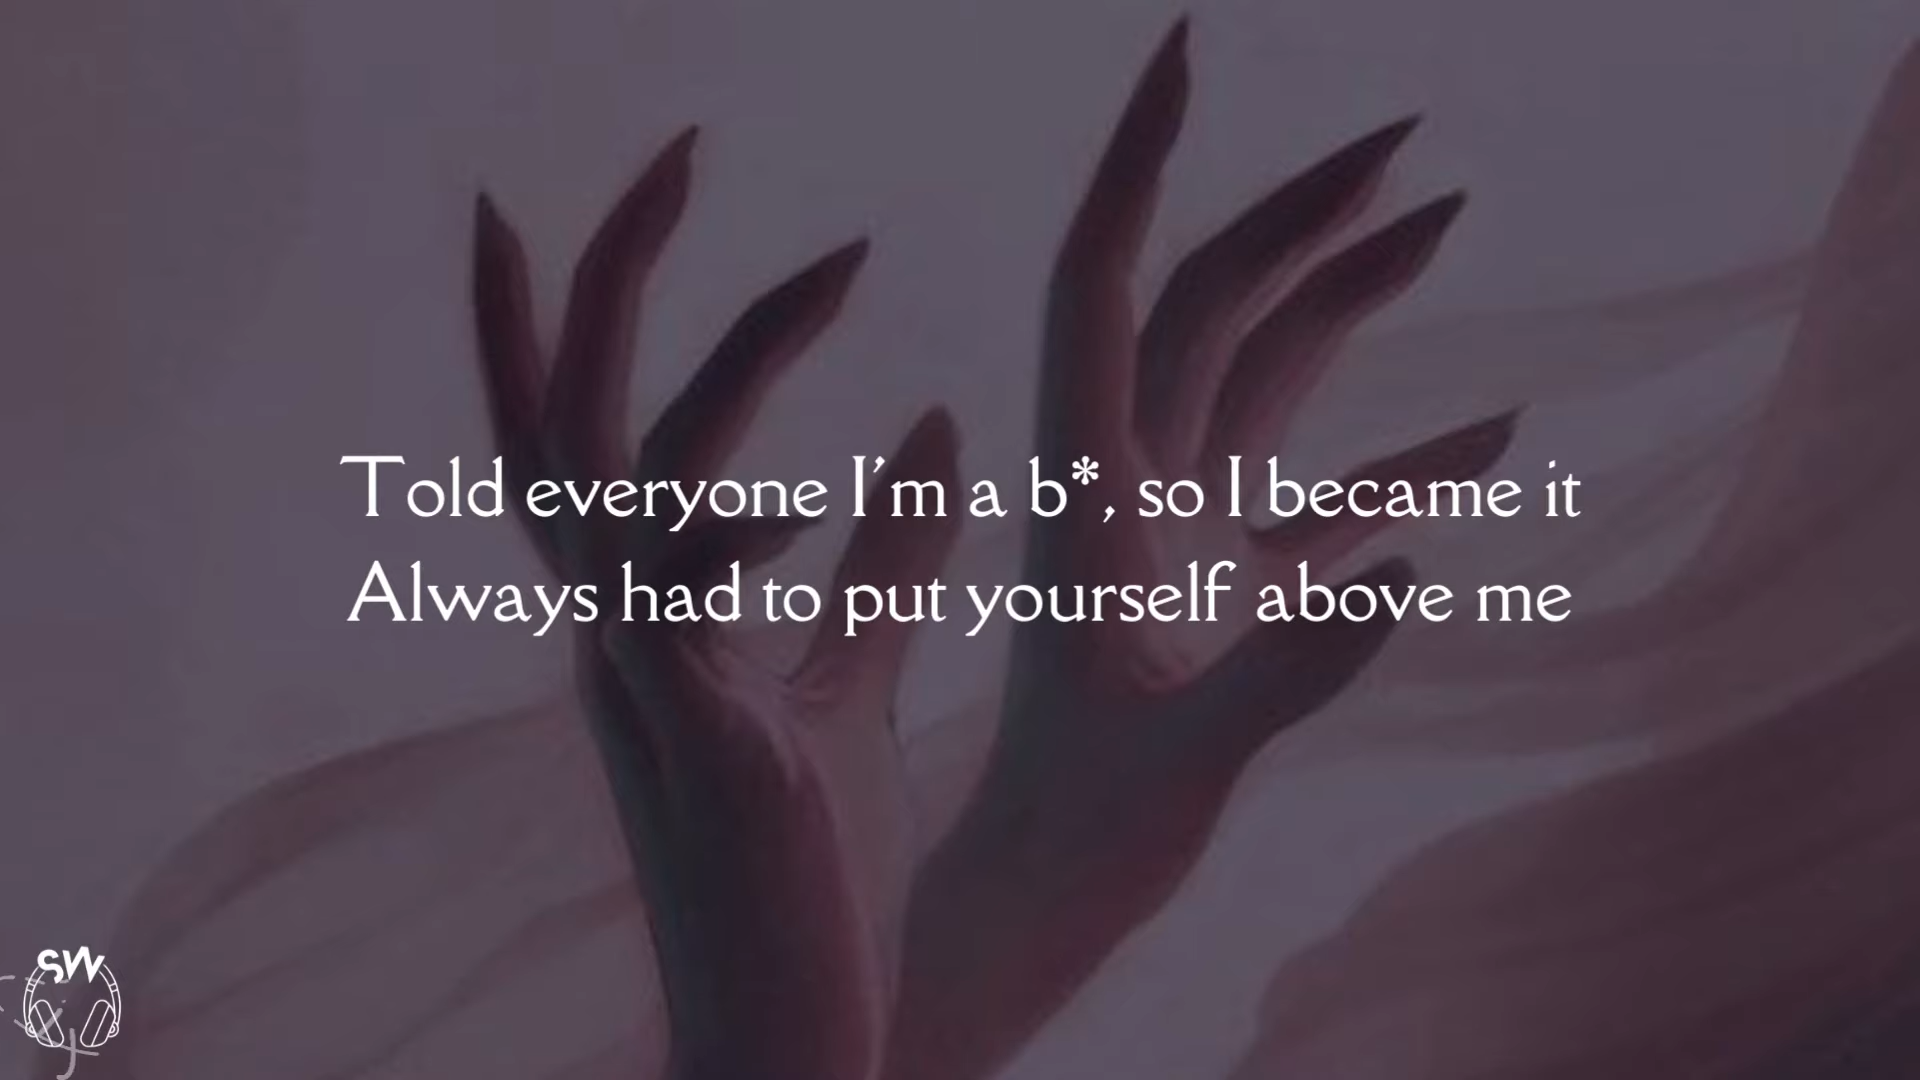 Told everyone I'm a b*, so I became it
Always had to put yourself above me
SW